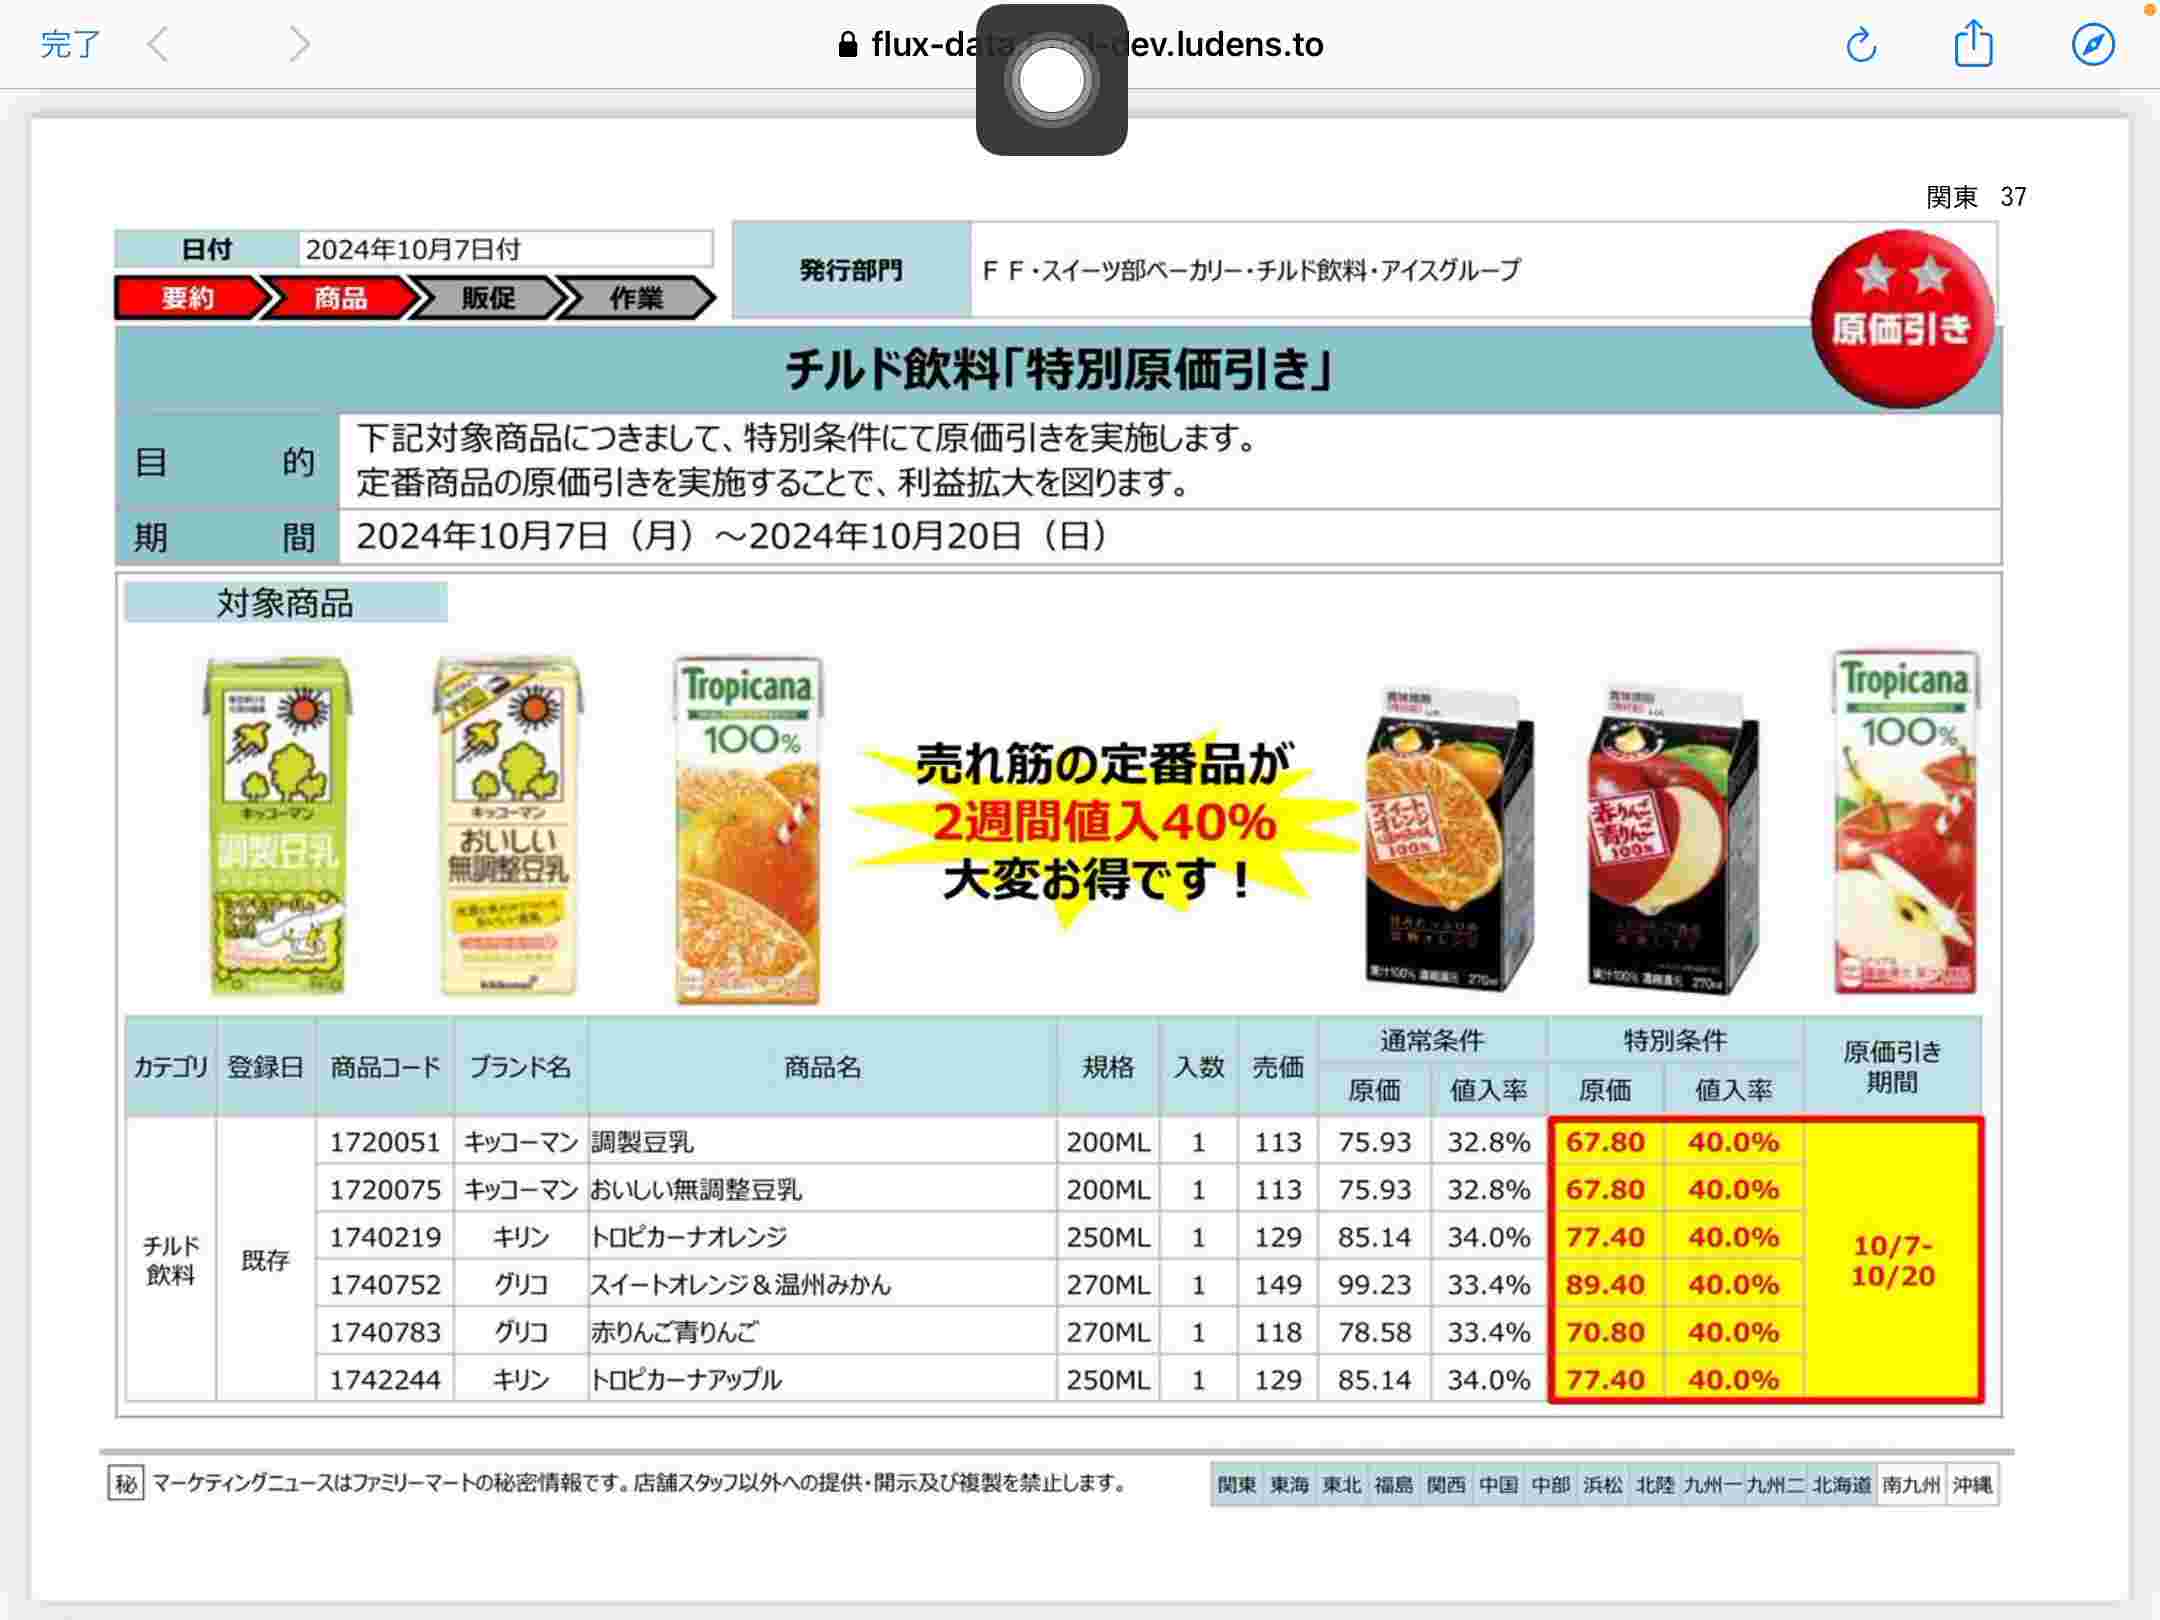 完了
関東 37
日付 2024年10月7日付
発行部門 ＦＦ・スイーツ部ベーカリー・チルド飲料・アイスグループ
原価引き
要約 商品 販促 作業
チルド飲料「特別原価引き」
目的 下記対象商品につきまして、特別条件にて原価引きを実施します。
定番商品の原価引きを実施することで、利益拡大を図ります。
期間 2024年10月7日（月）～2024年10月20日（日）
対象商品
キッコーマン
調製豆乳
キッコーマン
おいしい
無調整豆乳
Tropicana
100%
売れ筋の定番品が
2週間値入40%
大変お得です！
スイート
オレンジ
100%
果汁100% 濃縮還元 270ml
赤りんご
青りんご
100%
果汁100% 濃縮還元 270ml
Tropicana
100%
カテゴリ 登録日 商品コード ブランド名 商品名 規格 入数 売価 通常条件 特別条件 原価引き期間
原価 値入率 原価 値入率
チルド飲料 既存 10/7-10/20
1720051 キッコーマン 調製豆乳 200ML 1 113 75.93 32.8% 67.80 40.0%
1720075 キッコーマン おいしい無調整豆乳 200ML 1 113 75.93 32.8% 67.80 40.0%
1740219 キリン トロピカーナオレンジ 250ML 1 129 85.14 34.0% 77.40 40.0%
1740752 グリコ スイートオレンジ＆温州みかん 270ML 1 149 99.23 33.4% 89.40 40.0%
1740783 グリコ 赤りんご青りんご 270ML 1 118 78.58 33.4% 70.80 40.0%
1742244 キリン トロピカーナアップル 250ML 1 129 85.14 34.0% 77.40 40.0%
秘 マーケティングニュースはファミリーマートの秘密情報です。店舗スタッフ以外への提供・開示及び複製を禁止します。
関東 東海 東北 福島 関西 中国 中部 浜松 北陸 九州一 九州二 北海道 南九州 沖縄